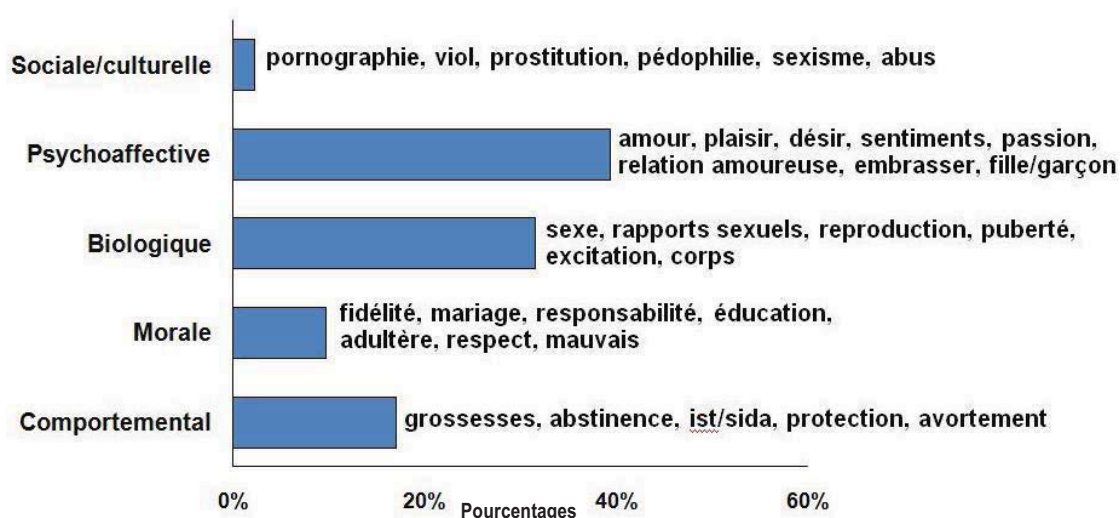 Sociale/culturelle
pornographie, viol, prostitution, pédophilie, sexisme, abus
Psychoaffective
amour, plaisir, désir, sentiments, passion,
relation amoureuse, embrasser, fille/garçon
Biologique
sexe, rapports sexuels, reproduction, puberté,
excitation, corps
Morale
fidélité, mariage, responsabilité, éducation,
adultère, respect, mauvais
Comportemental
grossesses, abstinence, ist/sida, protection, avortement
0% 20% 40% 60%
Pourcentages